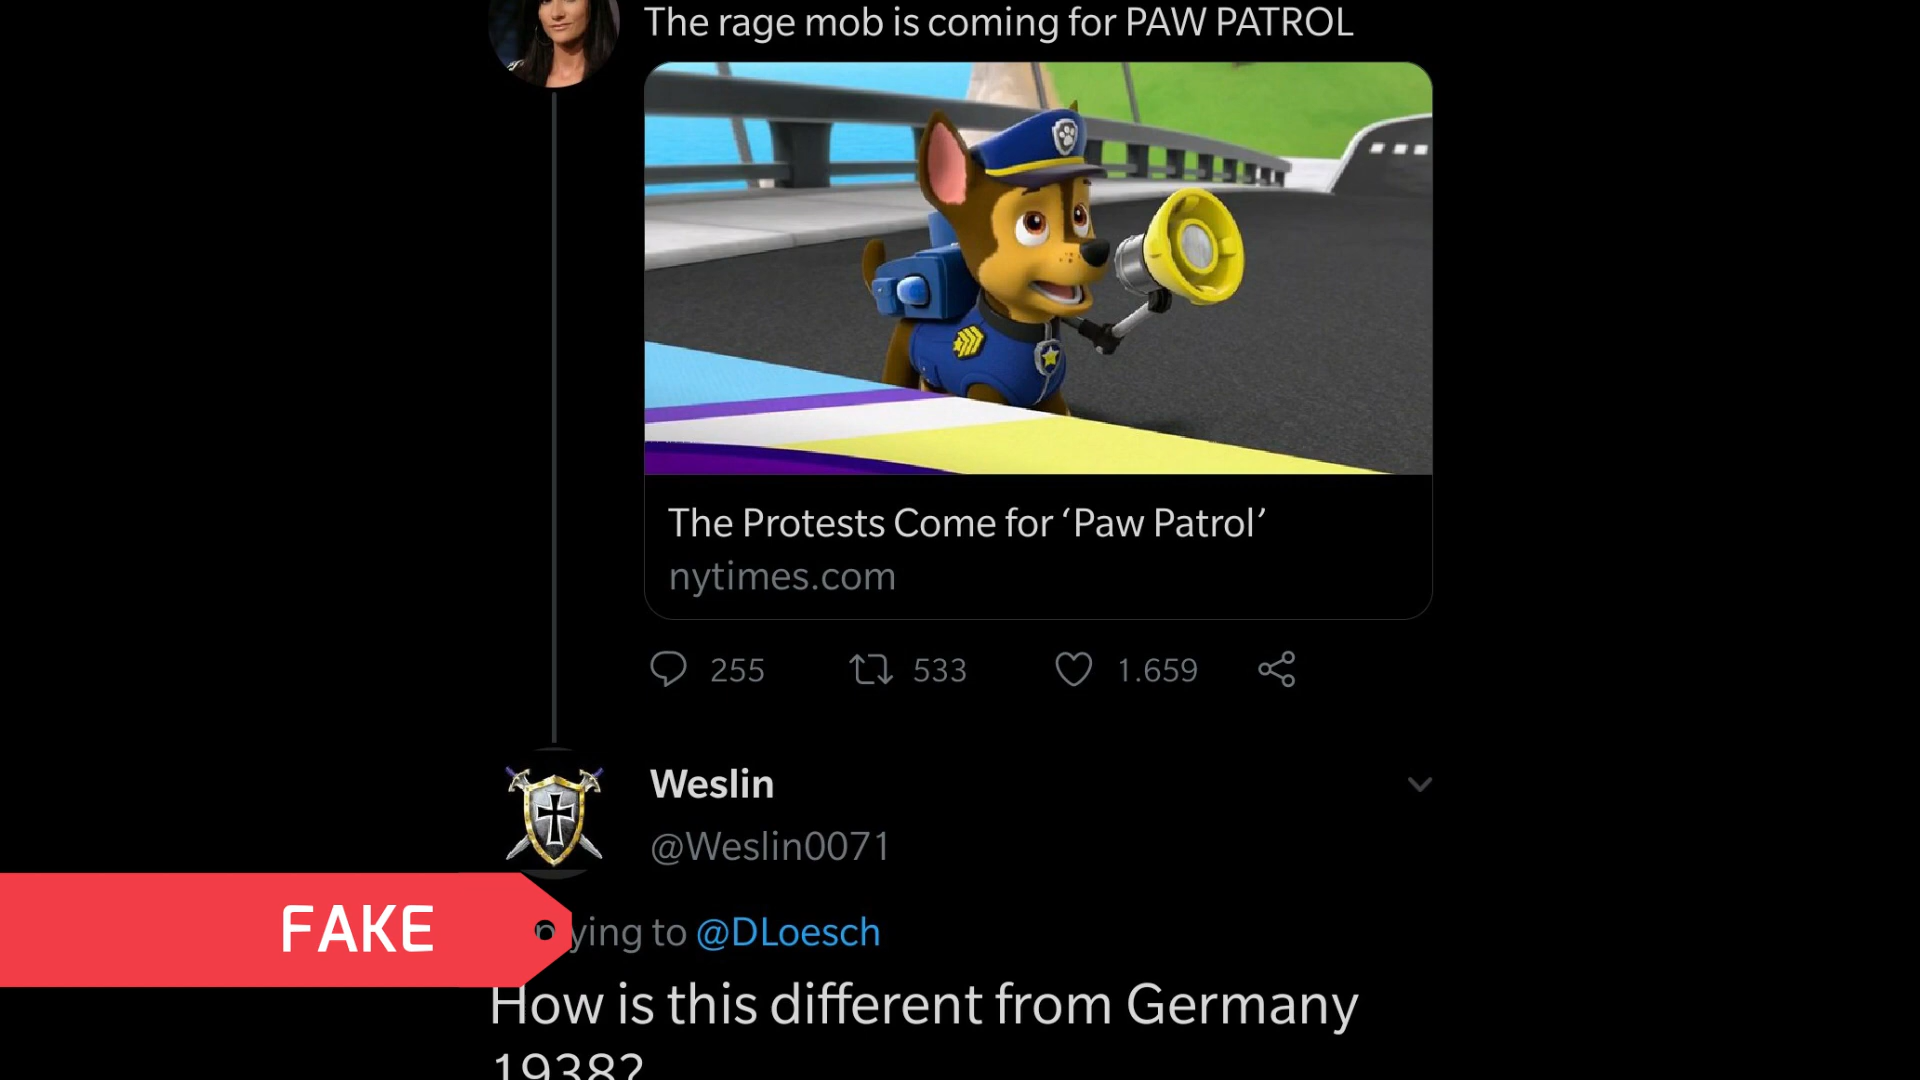 The rage mob is coming for PAW PATROL
The Protests Come for ‘Paw Patrol’
nytimes.com
255 533 1.659
Weslin
@Weslin0071
FAKE
ying to @DLoesch
How is this different from Germany
1938?